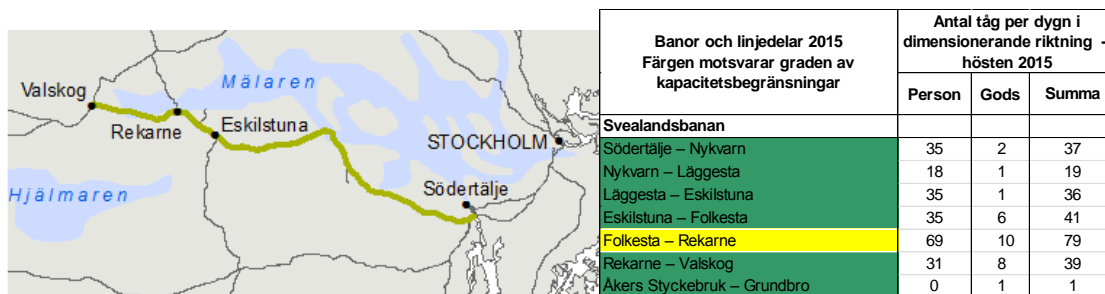 Valskog
Mälaren
Rekarne
Eskilstuna
STOCKHOLM
Hjälmaren
Södertälje
Banor och linjedelar 2015
Färgen motsvarar graden av
kapacitetsbegränsningar
Antal tåg per dygn i
dimensionerande riktning -
hösten 2015
Person Gods Summa
Svealandsbanan
Södertälje – Nykvarn 35 2 37
Nykvarn – Läggesta 18 1 19
Läggesta – Eskilstuna 35 1 36
Eskilstuna – Folkesta 35 6 41
Folkesta – Rekarne 69 10 79
Rekarne – Valskog 31 8 39
Åkers Styckebruk – Grundbro 0 1 1